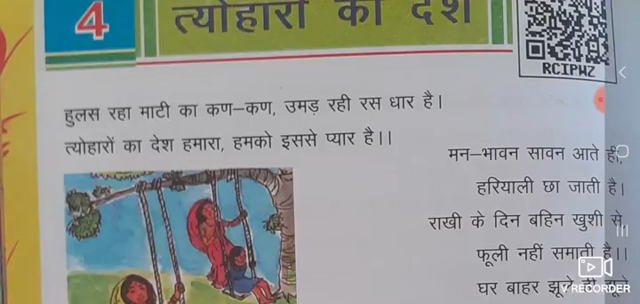 4
त्योहारों का देश
RCIPWZ
हुलस रहा माटी का कण–कण, उमड़ रही रस धार है।
त्योहारों का देश हमारा, हमको इससे प्यार है।।
मन–भावन सावन आते ही,
हरियाली छा जाती है।
राखी के दिन बहिन खुशी से,
फूली नहीं समाती है।।
घर बाहर झूले
V RECORDER